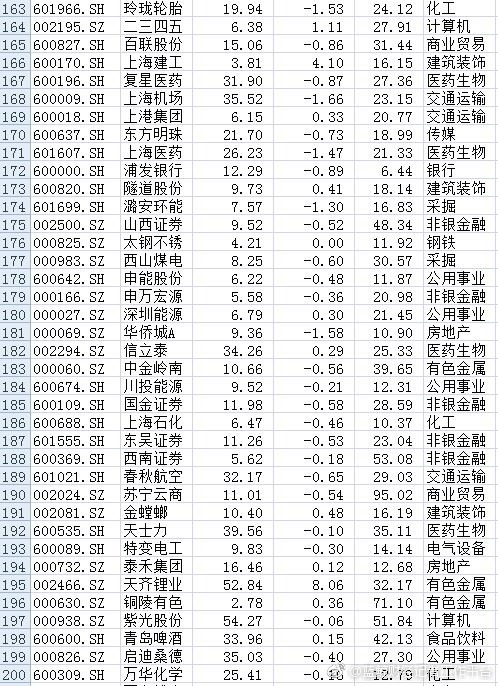 163 601966.SH 玲珑轮胎 19.94 -1.53 24.12 化工
164 002195.SZ 二三四五 6.38 1.11 27.91 计算机
165 600827.SH 百联股份 15.06 -0.86 31.44 商业贸易
166 600170.SH 上海建工 3.81 4.10 16.15 建筑装饰
167 600196.SH 复星医药 31.90 -0.87 27.36 医药生物
168 600009.SH 上海机场 35.52 -1.66 23.15 交通运输
169 600018.SH 上港集团 6.15 0.33 20.77 交通运输
170 600637.SH 东方明珠 21.70 -0.73 18.99 传媒
171 601607.SH 上海医药 26.23 -1.47 21.33 医药生物
172 600000.SH 浦发银行 12.29 -0.89 6.44 银行
173 600820.SH 隧道股份 9.73 0.41 18.14 建筑装饰
174 601699.SH 潞安环能 7.57 -1.30 16.83 采掘
175 002500.SZ 山西证券 9.52 -0.52 48.34 非银金融
176 000825.SZ 太钢不锈 4.21 0.00 11.92 钢铁
177 000983.SZ 西山煤电 8.25 -0.60 30.57 采掘
178 600642.SH 申能股份 6.22 -0.48 11.87 公用事业
179 000166.SZ 申万宏源 5.58 -0.36 20.98 非银金融
180 000027.SZ 深圳能源 6.79 0.30 21.45 公用事业
181 000069.SZ 华侨城A 9.36 -1.58 10.90 房地产
182 002294.SZ 信立泰 34.26 0.29 25.33 医药生物
183 000060.SZ 中金岭南 10.66 -0.56 39.65 有色金属
184 600674.SH 川投能源 9.52 -0.21 12.31 公用事业
185 600109.SH 国金证券 11.98 -0.58 28.59 非银金融
186 600688.SH 上海石化 6.47 -0.46 10.37 化工
187 601555.SH 东吴证券 11.26 -0.53 23.04 非银金融
188 600369.SH 西南证券 5.62 -0.18 53.08 非银金融
189 601021.SH 春秋航空 32.17 -0.65 29.03 交通运输
190 002024.SZ 苏宁云商 11.01 -0.54 95.02 商业贸易
191 002081.SZ 金螳螂 10.40 0.48 16.19 建筑装饰
192 600535.SH 天士力 39.56 -0.10 35.11 医药生物
193 600089.SH 特变电工 9.83 -0.30 14.14 电气设备
194 000732.SZ 泰禾集团 16.46 0.12 12.68 房地产
195 002466.SZ 天齐锂业 52.84 8.06 32.17 有色金属
196 000630.SZ 铜陵有色 2.78 0.36 71.10 有色金属
197 000938.SZ 紫光股份 54.27 -0.06 51.84 计算机
198 600600.SH 青岛啤酒 33.96 0.15 42.13 食品饮料
199 000826.SZ 启迪桑德 35.03 -0.40 27.30 公用事业
200 600309.SH 万华化学 25.41 化工